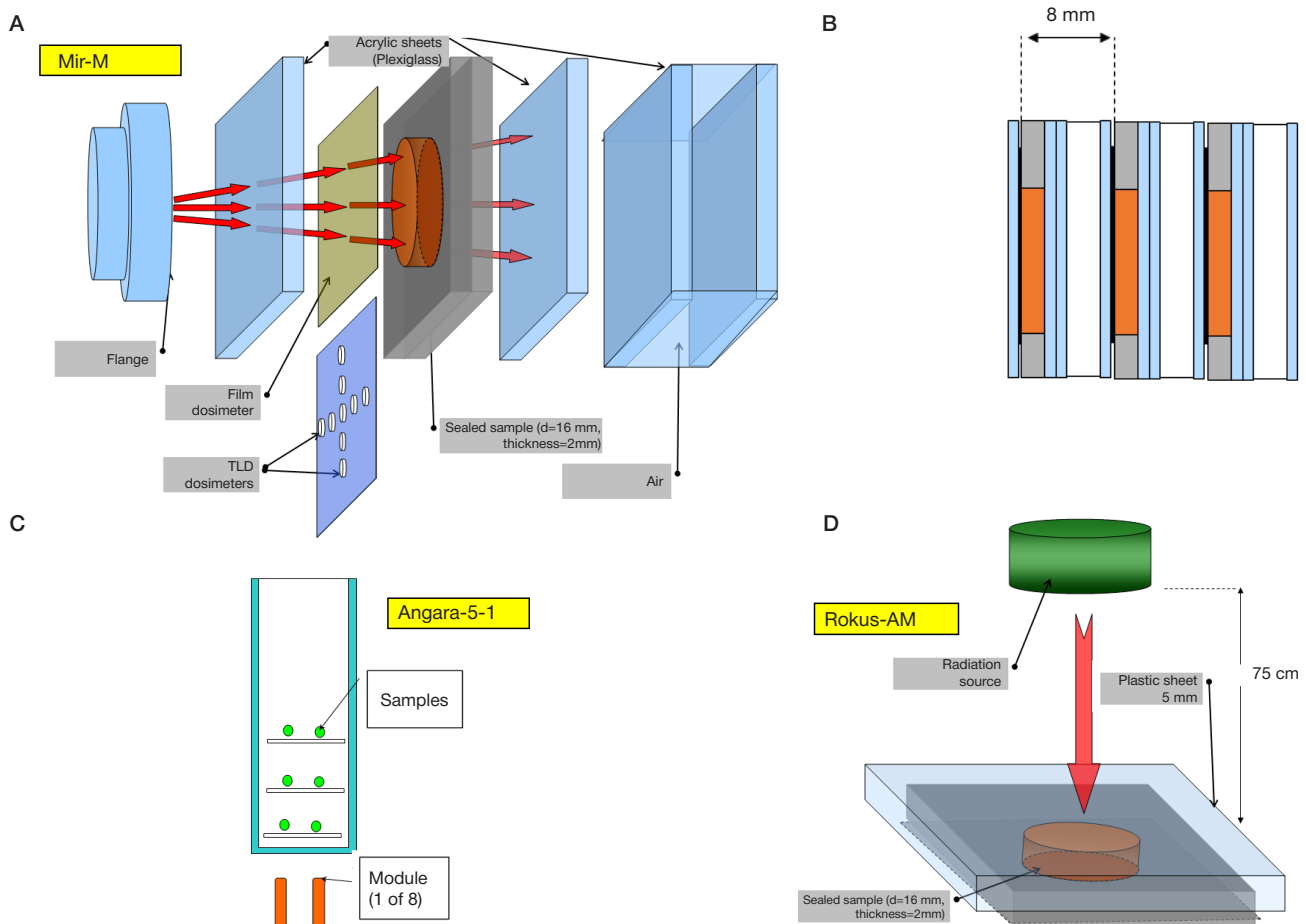 A
Mir-M
Acrylic sheets
(Plexiglass)
Flange
Film
dosimeter
TLD
dosimeters
Sealed sample (d=16 mm,
thickness=2mm)
Air
B
8 mm
C
Angara-5-1
Samples
Module
(1 of 8)
D
Rokus-AM
Radiation
source
Plastic sheet
5 mm
75 cm
Sealed sample (d=16 mm,
thickness=2mm)